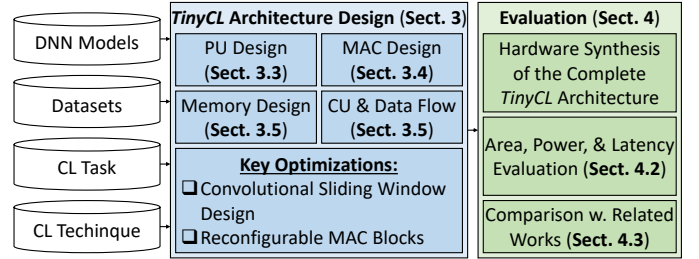 DNN Models
Datasets
CL Task
CL Techinque
TinyCL Architecture Design (Sect. 3)
PU Design
(Sect. 3.3)
MAC Design
(Sect. 3.4)
Memory Design
(Sect. 3.5)
CU & Data Flow
(Sect. 3.5)
Key Optimizations:
❑Convolutional Sliding Window
Design
❑Reconfigurable MAC Blocks
Evaluation (Sect. 4)
Hardware Synthesis
of the Complete
TinyCL Architecture
Area, Power, & Latency
Evaluation (Sect. 4.2)
Comparison w. Related
Works (Sect. 4.3)